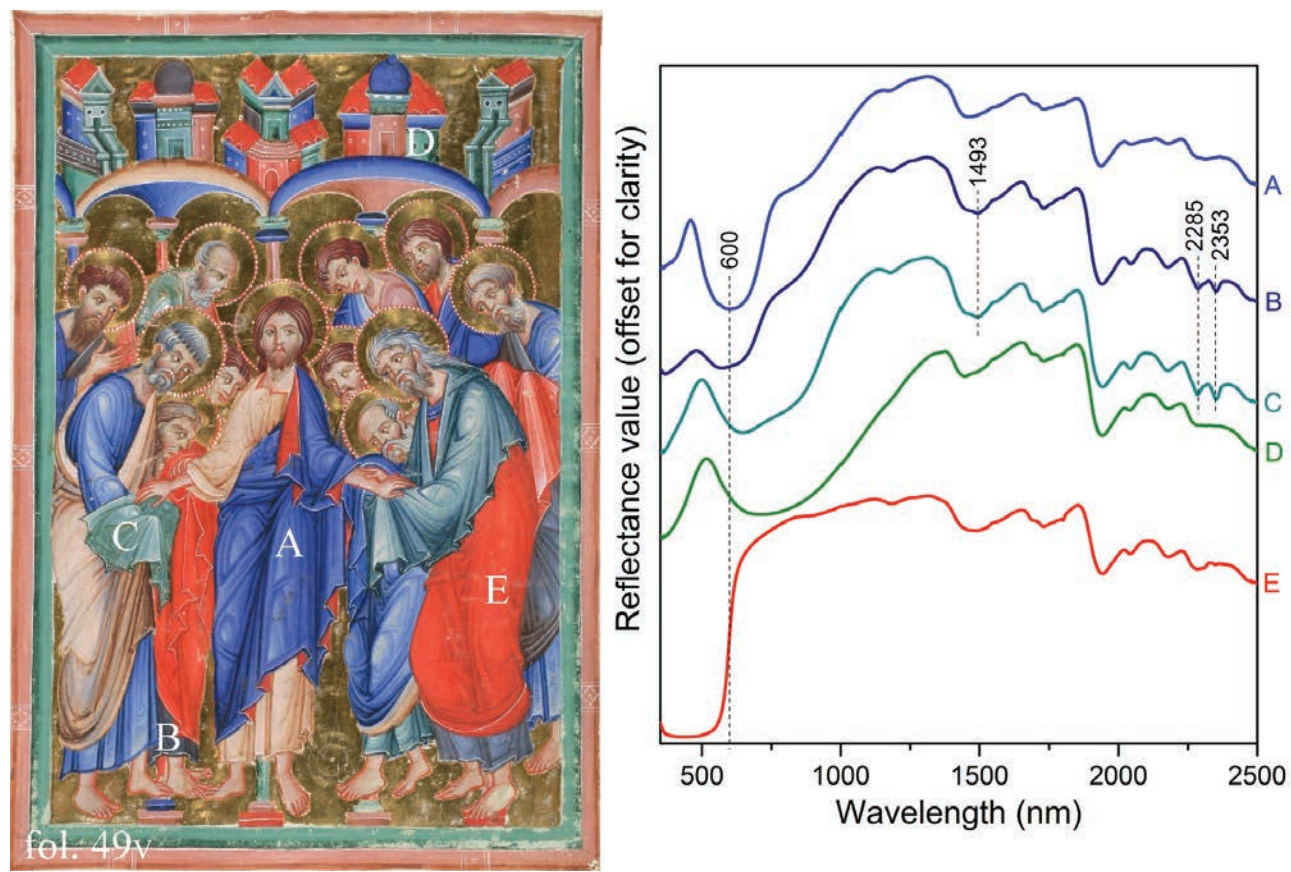 D
C
A
E
B
fol. 49v
Reflectance value (offset for clarity)
600
1493
2285
2353
A
B
C
D
E
500
1000
1500
2000
2500
Wavelength (nm)